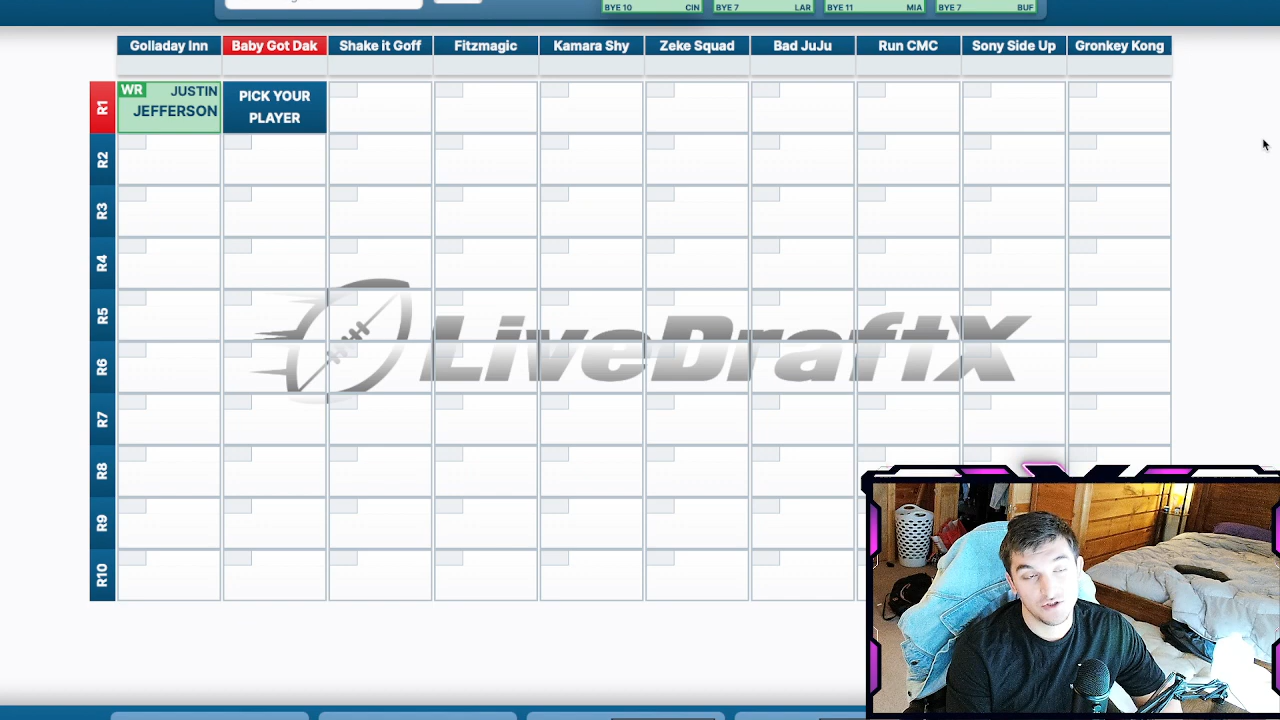 BYE 10 CIN BYE 7 LAR BYE 11 MIA BYE 7 BUF
Golladay Inn Baby Got Dak Shake it Goff Fitzmagic Kamara Shy Zeke Squad Bad JuJu Run CMC Sony Side Up Gronkey Kong
R1 WR JUSTIN PICK YOUR
JEFFERSON PLAYER
R2
R3
R4
R5
LiveDraftX
R6
R7
R8
R9
R10